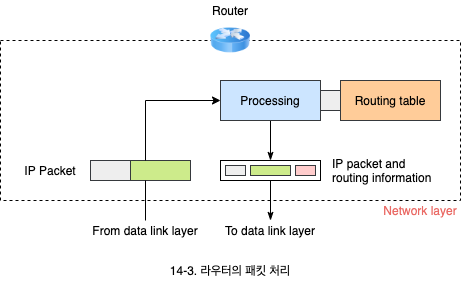 Router
Processing
Routing table
IP Packet
IP packet and
routing information
Network layer
From data link layer
To data link layer
14-3. 라우터의 패킷 처리